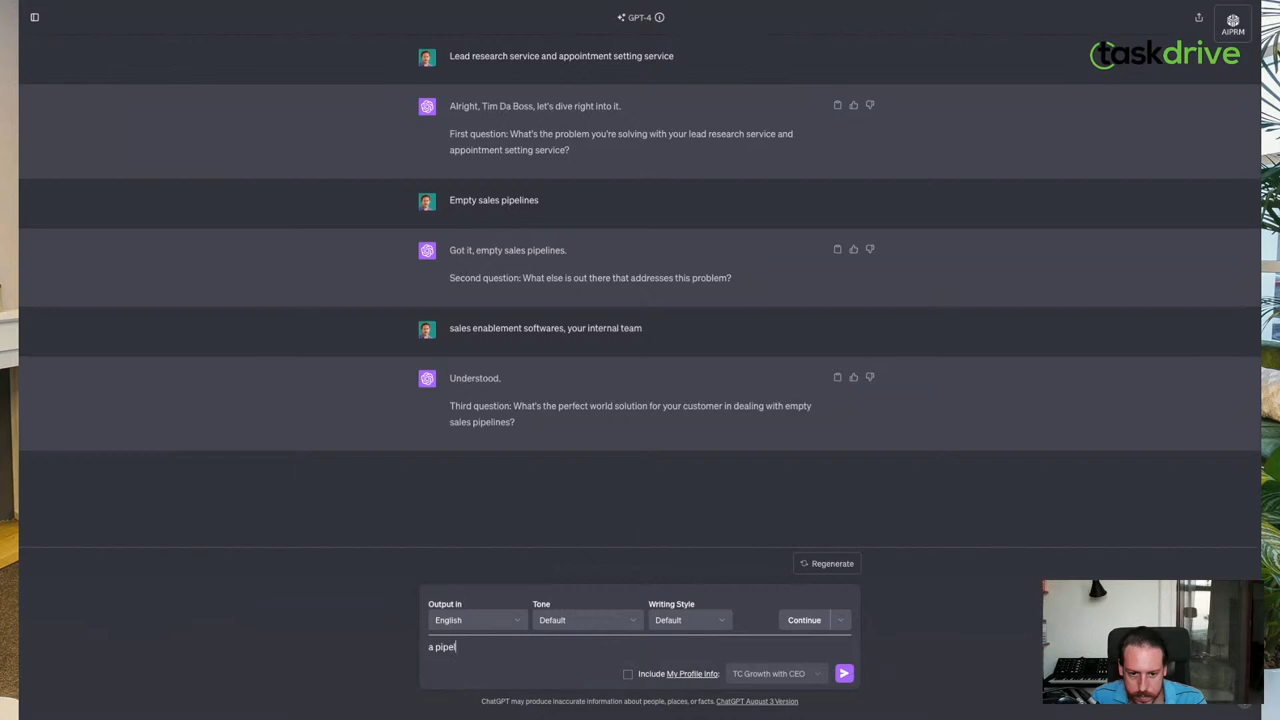 GPT-4
AIPRM
taskdrive
Lead research service and appointment setting service
Alright, Tim Da Boss, let's dive right into it.
First question: What's the problem you're solving with your lead research service and
appointment setting service?
Empty sales pipelines
Got it, empty sales pipelines.
Second question: What else is out there that addresses this problem?
sales enablement softwares, your internal team
Understood.
Third question: What's the perfect world solution for your customer in dealing with empty
sales pipelines?
Regenerate
Output in
Tone
Writing Style
English
Default
Default
Continue
a pipel
Include My Profile Info:
TC Growth with CEO
ChatGPT may produce inaccurate information about people, places, or facts. ChatGPT August 3 Version